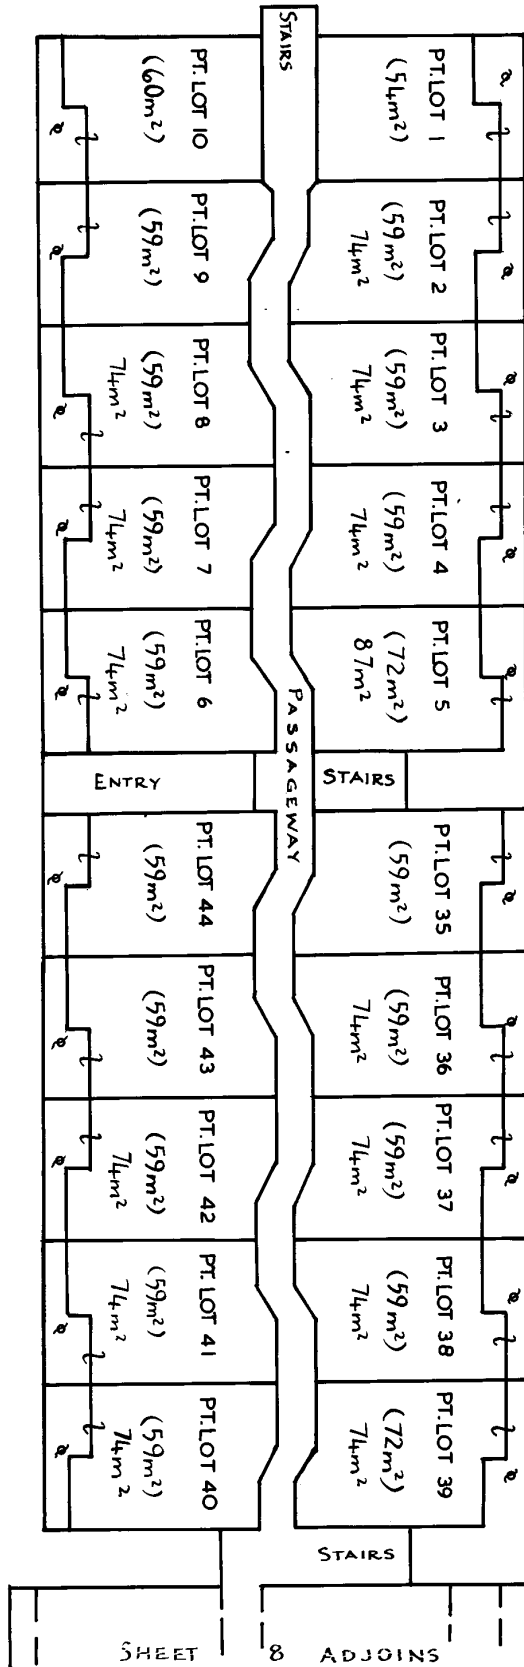 STAIRS
PT. LOT 1
(54m²)
PT. LOT 10
(60m²)
PT. LOT 2
(59m²)
74m²
PT. LOT 9
(59m²)
PT. LOT 3
(59m²)
74m²
PT. LOT 8
(59m²)
74m²
PT. LOT 4
(59m²)
74m²
PT. LOT 7
(59m²)
74m²
PT. LOT 5
(72m²)
87m²
PT. LOT 6
(59m²)
74m²
PASSAGEWAY
STAIRS
ENTRY
PT. LOT 35
(59m²)
PT. LOT 44
(59m²)
PT. LOT 36
(59m²)
74m²
PT. LOT 43
(59m²)
PT. LOT 37
(59m²)
74m²
PT. LOT 42
(59m²)
74m²
PT. LOT 38
(59m²)
74m²
PT. LOT 41
(59m²)
74m²
PT. LOT 39
(72m²)
74m²
PT. LOT 40
(59m²)
74m²
STAIRS
SHEET 8 ADJOINS